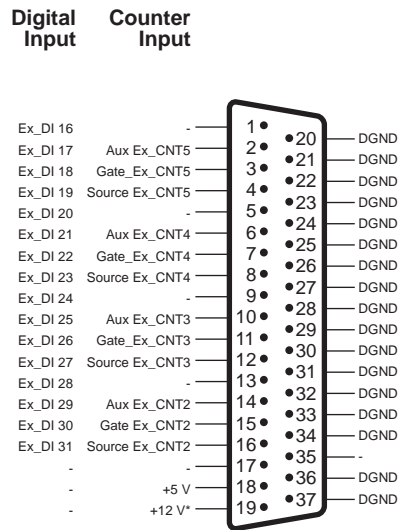 Digital Input Counter Input
Ex_DI 16 - 1 20 DGND
Ex_DI 17 Aux Ex_CNT5 2 21 DGND
Ex_DI 18 Gate_Ex_CNT5 3 22 DGND
Ex_DI 19 Source Ex_CNT5 4 23 DGND
Ex_DI 20 - 5 24 DGND
Ex_DI 21 Aux Ex_CNT4 6 25 DGND
Ex_DI 22 Gate_Ex_CNT4 7 26 DGND
Ex_DI 23 Source Ex_CNT4 8 27 DGND
Ex_DI 24 - 9 28 DGND
Ex_DI 25 Aux Ex_CNT3 10 29 DGND
Ex_DI 26 Gate_Ex_CNT3 11 30 DGND
Ex_DI 27 Source Ex_CNT3 12 31 DGND
Ex_DI 28 - 13 32 DGND
Ex_DI 29 Aux Ex_CNT2 14 33 DGND
Ex_DI 30 Gate Ex_CNT2 15 34 DGND
Ex_DI 31 Source Ex_CNT2 16 35 -
- - 17 36 DGND
- +5 V 18 37 DGND
- +12 V* 19